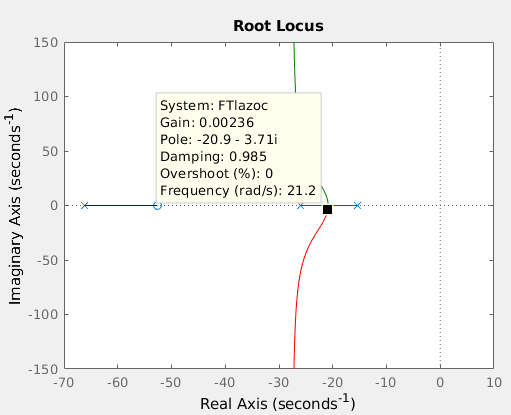 Root Locus
150
100
50
0
-50
-100
-150
Imaginary Axis (seconds⁻¹)
System: FTlazoc
Gain: 0.00236
Pole: -20.9 - 3.71i
Damping: 0.985
Overshoot (%): 0
Frequency (rad/s): 21.2
-70 -60 -50 -40 -30 -20 -10 0 10
Real Axis (seconds⁻¹)